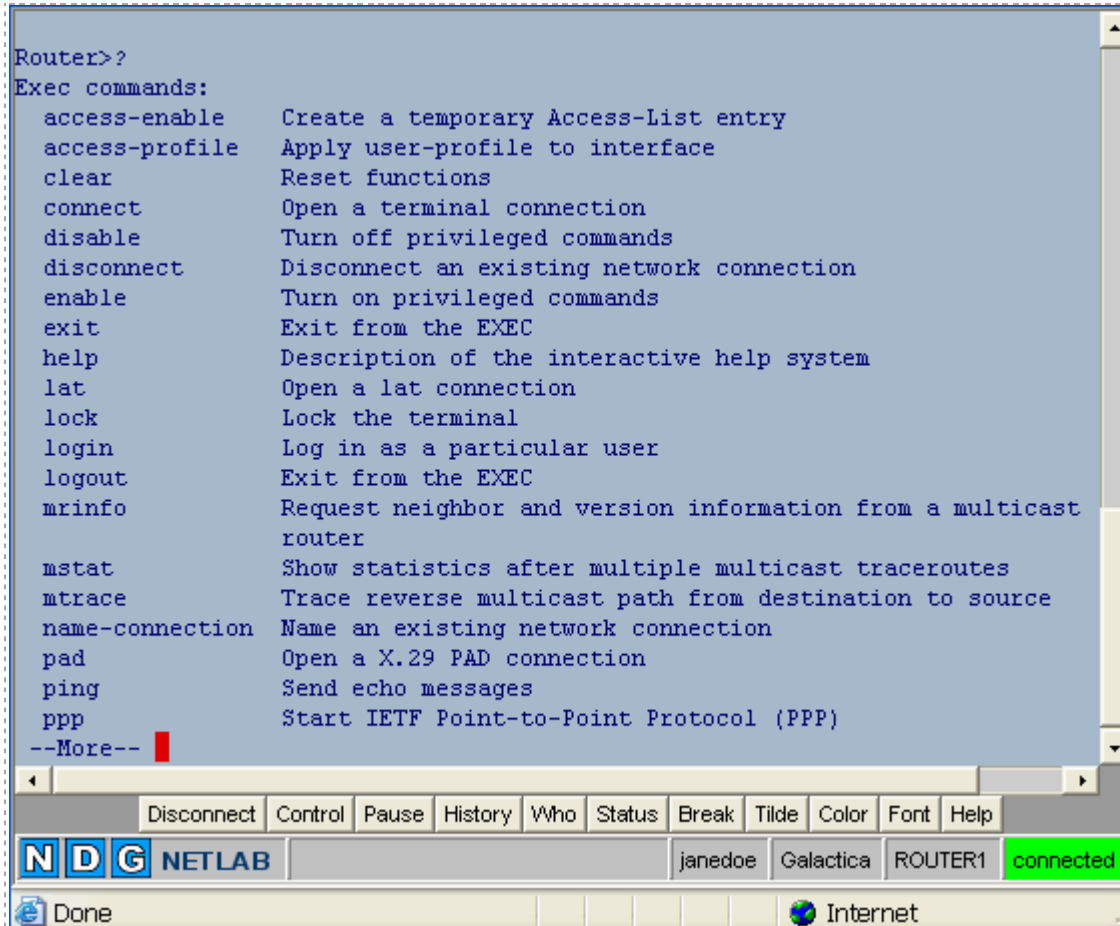 Router>?
Exec commands:
access-enable Create a temporary Access-List entry
access-profile Apply user-profile to interface
clear Reset functions
connect Open a terminal connection
disable Turn off privileged commands
disconnect Disconnect an existing network connection
enable Turn on privileged commands
exit Exit from the EXEC
help Description of the interactive help system
lat Open a lat connection
lock Lock the terminal
login Log in as a particular user
logout Exit from the EXEC
mrinfo Request neighbor and version information from a multicast
router
mstat Show statistics after multiple multicast traceroutes
mtrace Trace reverse multicast path from destination to source
name-connection Name an existing network connection
pad Open a X.29 PAD connection
ping Send echo messages
ppp Start IETF Point-to-Point Protocol (PPP)
--More--
Disconnect Control Pause History Who Status Break Tilde Color Font Help
NDG NETLAB janedoe Galactica ROUTER1 connected
Done Internet